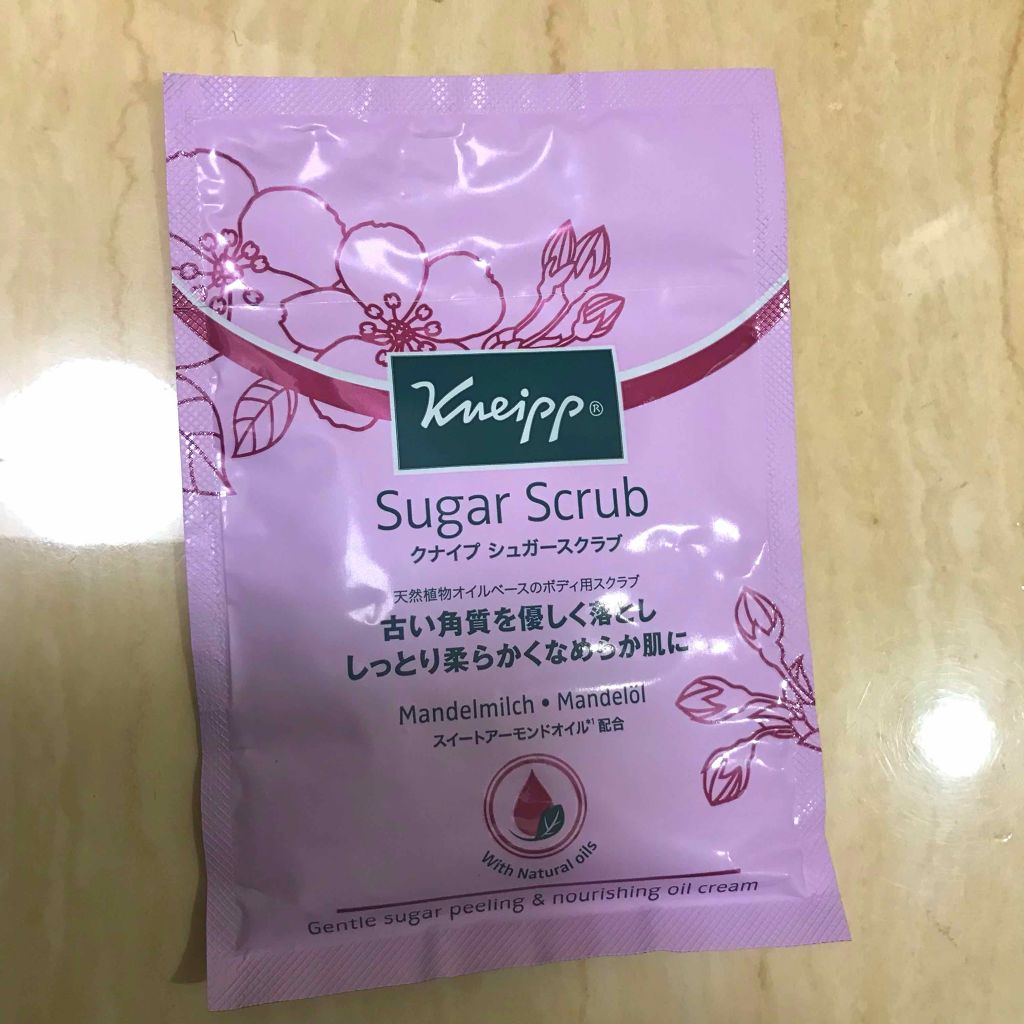 Kneipp®
Sugar Scrub
クナイプ シュガースクラブ
天然植物オイルベースのボディ用スクラブ
古い角質を優しく落とし
しっとり柔らかくなめらか肌に
Mandelmilch • Mandelöl
スイートアーモンドオイル*¹ 配合
With Natural oils
Gentle sugar peeling & nourishing oil cream